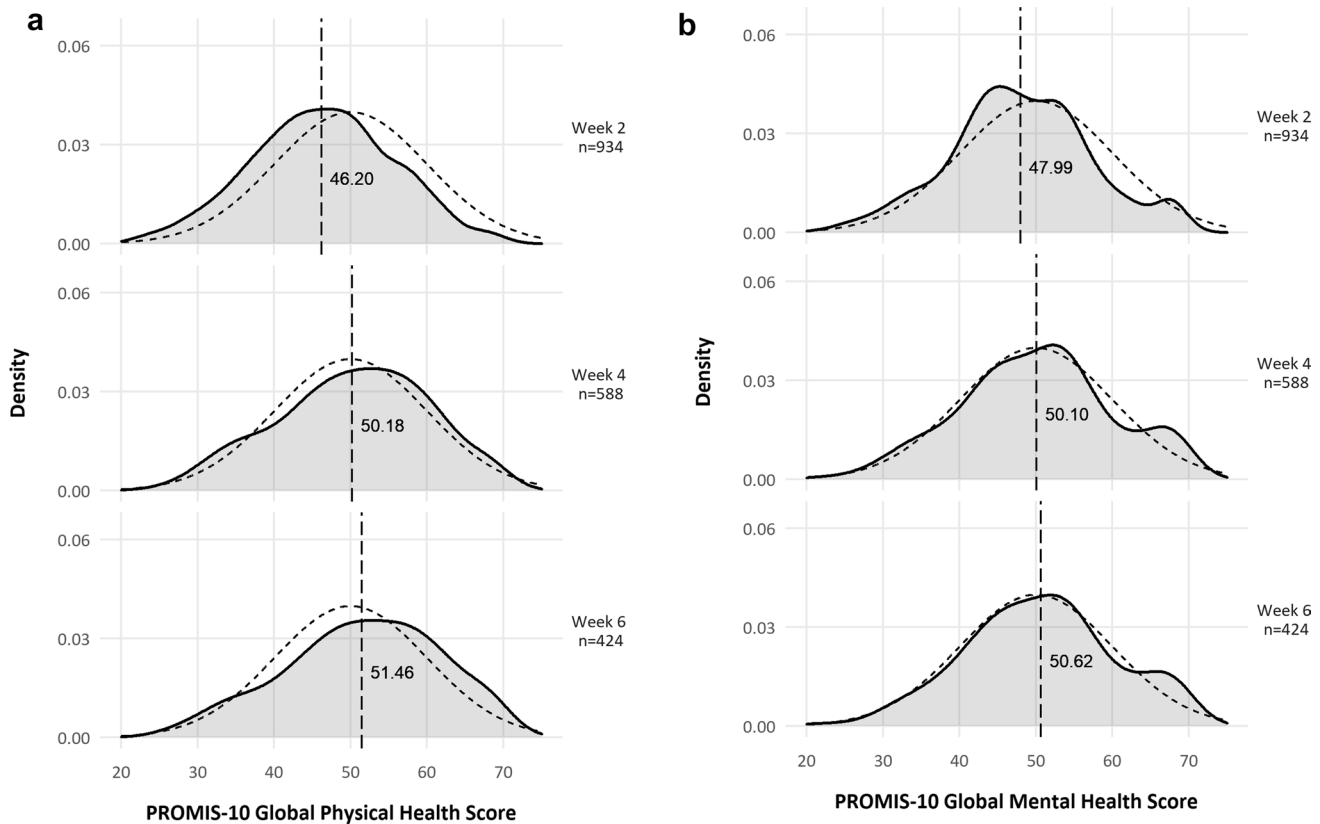 a
0.06
0.03
0.00
46.20
Week 2
n=934
0.06
0.03
0.00
50.18
Week 4
n=588
0.06
0.03
0.00
51.46
Week 6
n=424
Density
20 30 40 50 60 70
PROMIS-10 Global Physical Health Score
b
0.06
0.03
0.00
47.99
Week 2
n=934
0.06
0.03
0.00
50.10
Week 4
n=588
0.06
0.03
0.00
50.62
Week 6
n=424
Density
20 30 40 50 60 70
PROMIS-10 Global Mental Health Score